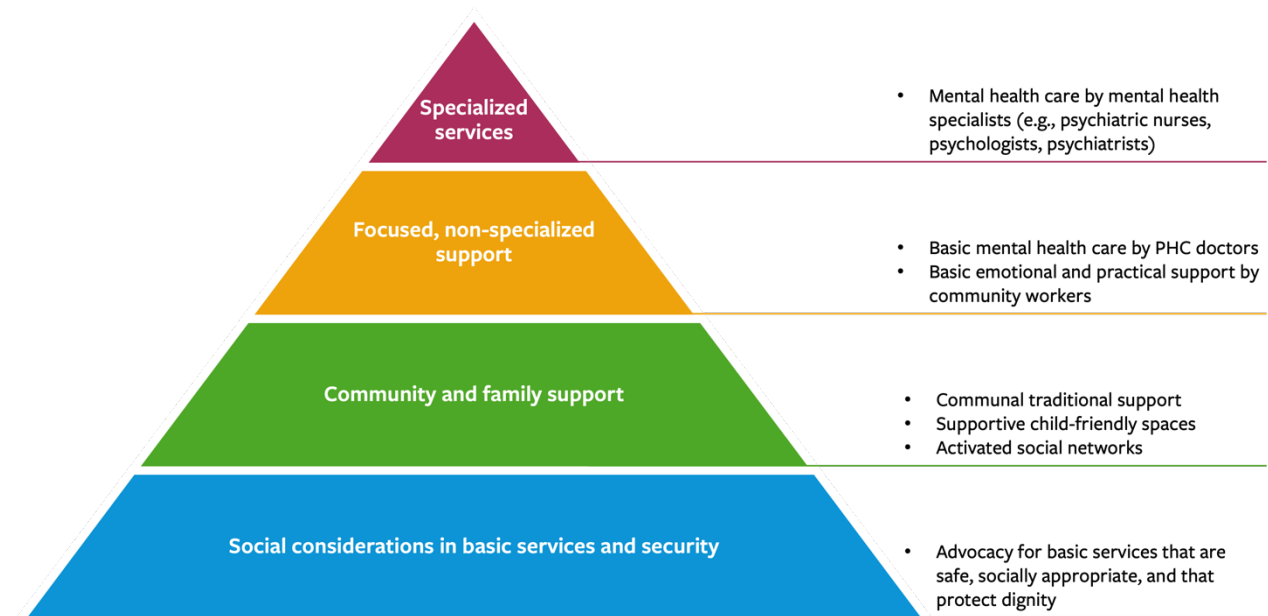 Specialized
services
• Mental health care by mental health
specialists (e.g., psychiatric nurses,
psychologists, psychiatrists)
Focused, non-specialized
support
• Basic mental health care by PHC doctors
• Basic emotional and practical support by
community workers
Community and family support
• Communal traditional support
• Supportive child-friendly spaces
• Activated social networks
Social considerations in basic services and security
• Advocacy for basic services that are
safe, socially appropriate, and that
protect dignity